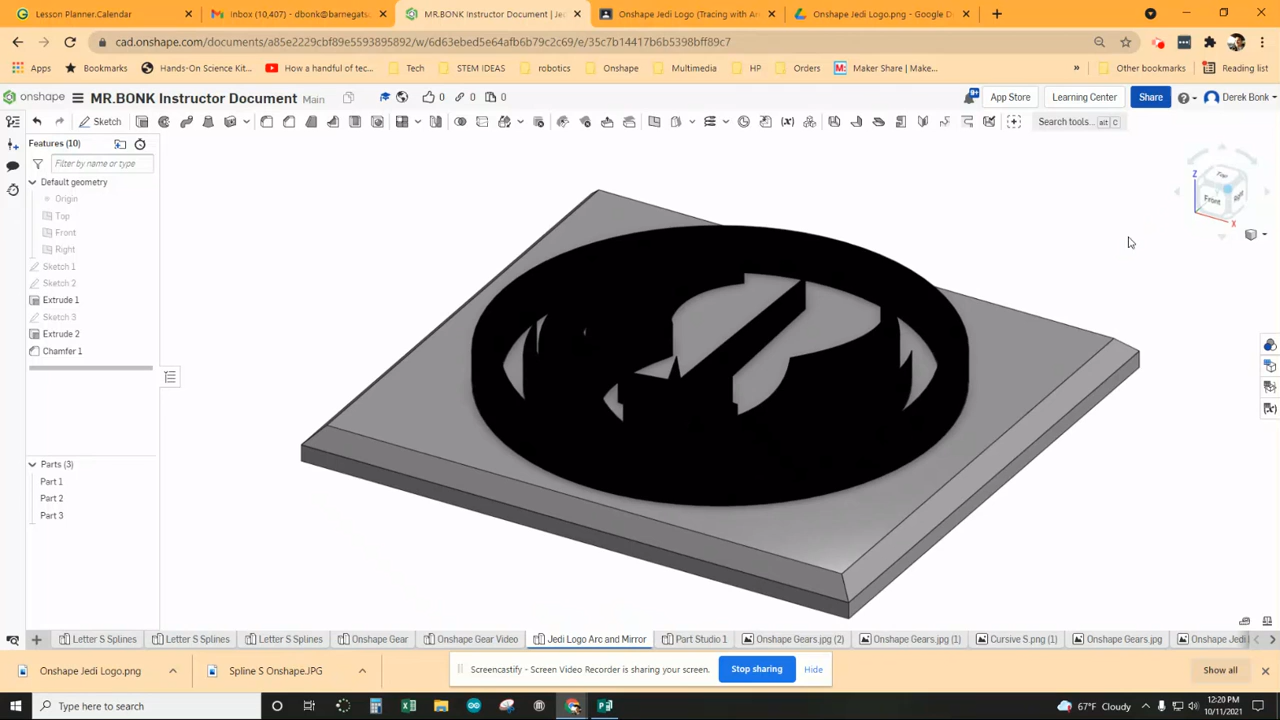 Lesson Planner.Calendar
Inbox (10,407) - dbonk@barnegatsc
MR.BONK Instructor Document | Jed
Onshape Jedi Logo (Tracing with Ar
Onshape Jedi Logo.png - Google D
cad.onshape.com/documents/a85e2229cbf89e5593895892/w/6d63ebed5e64afb6b79c2c69/e/35c7b14417b6b5398bff89c7
Apps
Bookmarks
Hands-On Science Kit...
How a handful of tec...
Tech
STEM IDEAS
robotics
Onshape
Multimedia
HP
Orders
Maker Share | Make...
»
Other bookmarks
Reading list
onshape
MR.BONK Instructor Document
Main
0
0
0
9+
App Store
Learning Center
Share
Derek Bonk
Sketch
Search tools...
alt C
Features (10)
Filter by name or type
Default geometry
Origin
Top
Front
Right
Sketch 1
Sketch 2
Extrude 1
Sketch 3
Extrude 2
Chamfer 1
Parts (3)
Part 1
Part 2
Part 3
Z
Top
Front
Right
X
Letter S Splines
Letter S Splines
Letter S Splines
Onshape Gear
Onshape Gear Video
Jedi Logo Arc and Mirror
Part Studio 1
Onshape Gears.jpg (2)
Onshape Gears.jpg (1)
Cursive S.png (1)
Onshape Gears.jpg
Onshape Jedi
Onshape Jedi Logo.png
Spline S Onshape.JPG
Screencastify - Screen Video Recorder is sharing your screen.
Stop sharing
Hide
Show all
Type here to search
67°F Cloudy
12:20 PM
10/11/2021